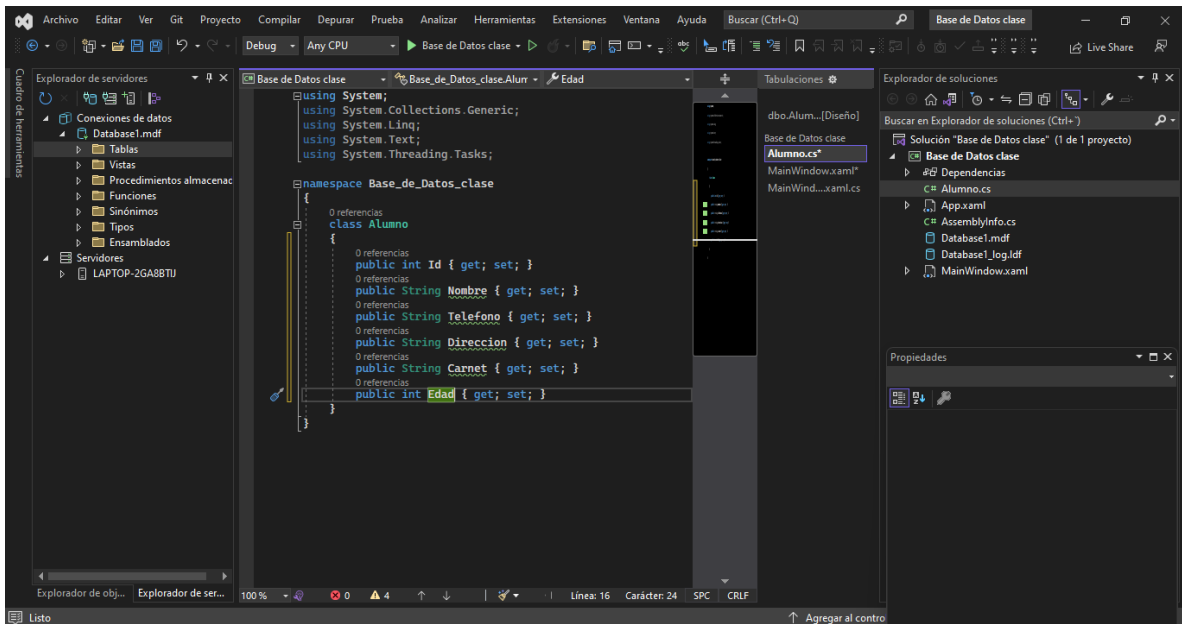 Archivo Editar Ver Git Proyecto Compilar Depurar Prueba Analizar Herramientas Extensiones Ventana Ayuda Buscar (Ctrl+Q) Base de Datos clase
Debug Any CPU Base de Datos clase Live Share
Cuadro de herramientas
Explorador de servidores
Conexiones de datos
Database1.mdf
Tablas
Vistas
Procedimientos almacenac
Funciones
Sinónimos
Tipos
Ensamblados
Servidores
LAPTOP-2GA8BTIJ
Explorador de obj... Explorador de ser...
Base de Datos clase Base_de_Datos_clase.Alum Edad
using System;
using System.Collections.Generic;
using System.Linq;
using System.Text;
using System.Threading.Tasks;
namespace Base_de_Datos_clase
{
0 referencias
class Alumno
{
0 referencias
public int Id { get; set; }
0 referencias
public String Nombre { get; set; }
0 referencias
public String Telefono { get; set; }
0 referencias
public String Direccion { get; set; }
0 referencias
public String Carnet { get; set; }
0 referencias
public int Edad { get; set; }
}
}
100 % 0 4 Línea: 16 Carácter: 24 SPC CRLF
Tabulaciones
dbo.Alum...[Diseño]
Base de Datos clase
Alumno.cs*
MainWindow.xaml*
MainWind....xaml.cs
Explorador de soluciones
Buscar en Explorador de soluciones (Ctrl+´)
Solución "Base de Datos clase" (1 de 1 proyecto)
Base de Datos clase
Dependencias
C# Alumno.cs
App.xaml
C# AssemblyInfo.cs
Database1.mdf
Database1_log.ldf
MainWindow.xaml
Propiedades
Listo Agregar al contro